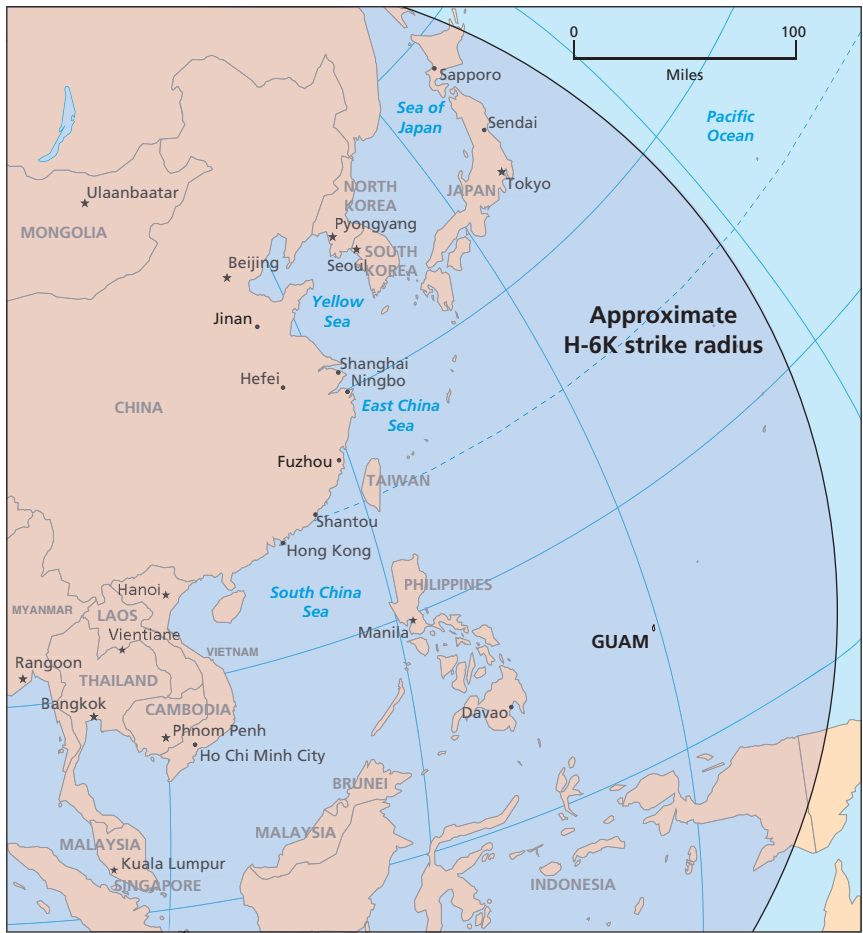 0
100
Miles
Sapporo
Sea of
Japan
Pacific
Ocean
Sendai
Ulaanbaatar
NORTH
KOREA
JAPAN
Tokyo
MONGOLIA
Pyongyang
SOUTH
KOREA
Seoul
Beijing
Yellow
Sea
Approximate
H-6K strike radius
Jinan
Shanghai
Ningbo
Hefei
CHINA
East China
Sea
Fuzhou
TAIWAN
Shantou
Hong Kong
Hanoi
South China
Sea
PHILIPPINES
MYANMAR
LAOS
Vientiane
Manila
GUAM
VIETNAM
Rangoon
THAILAND
Bangkok
CAMBODIA
Davao
Phnom Penh
Ho Chi Minh City
BRUNEI
MALAYSIA
MALAYSIA
Kuala Lumpur
SINGAPORE
INDONESIA